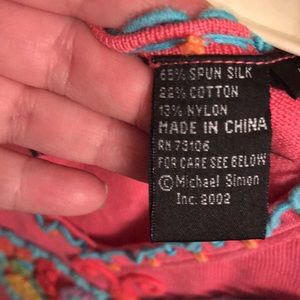 65% SPUN SILK
22% COTTON
13% NYLON
MADE IN CHINA
RN 73106
FOR CARE SEE BELOW
©Michael Simon
Inc. 2002